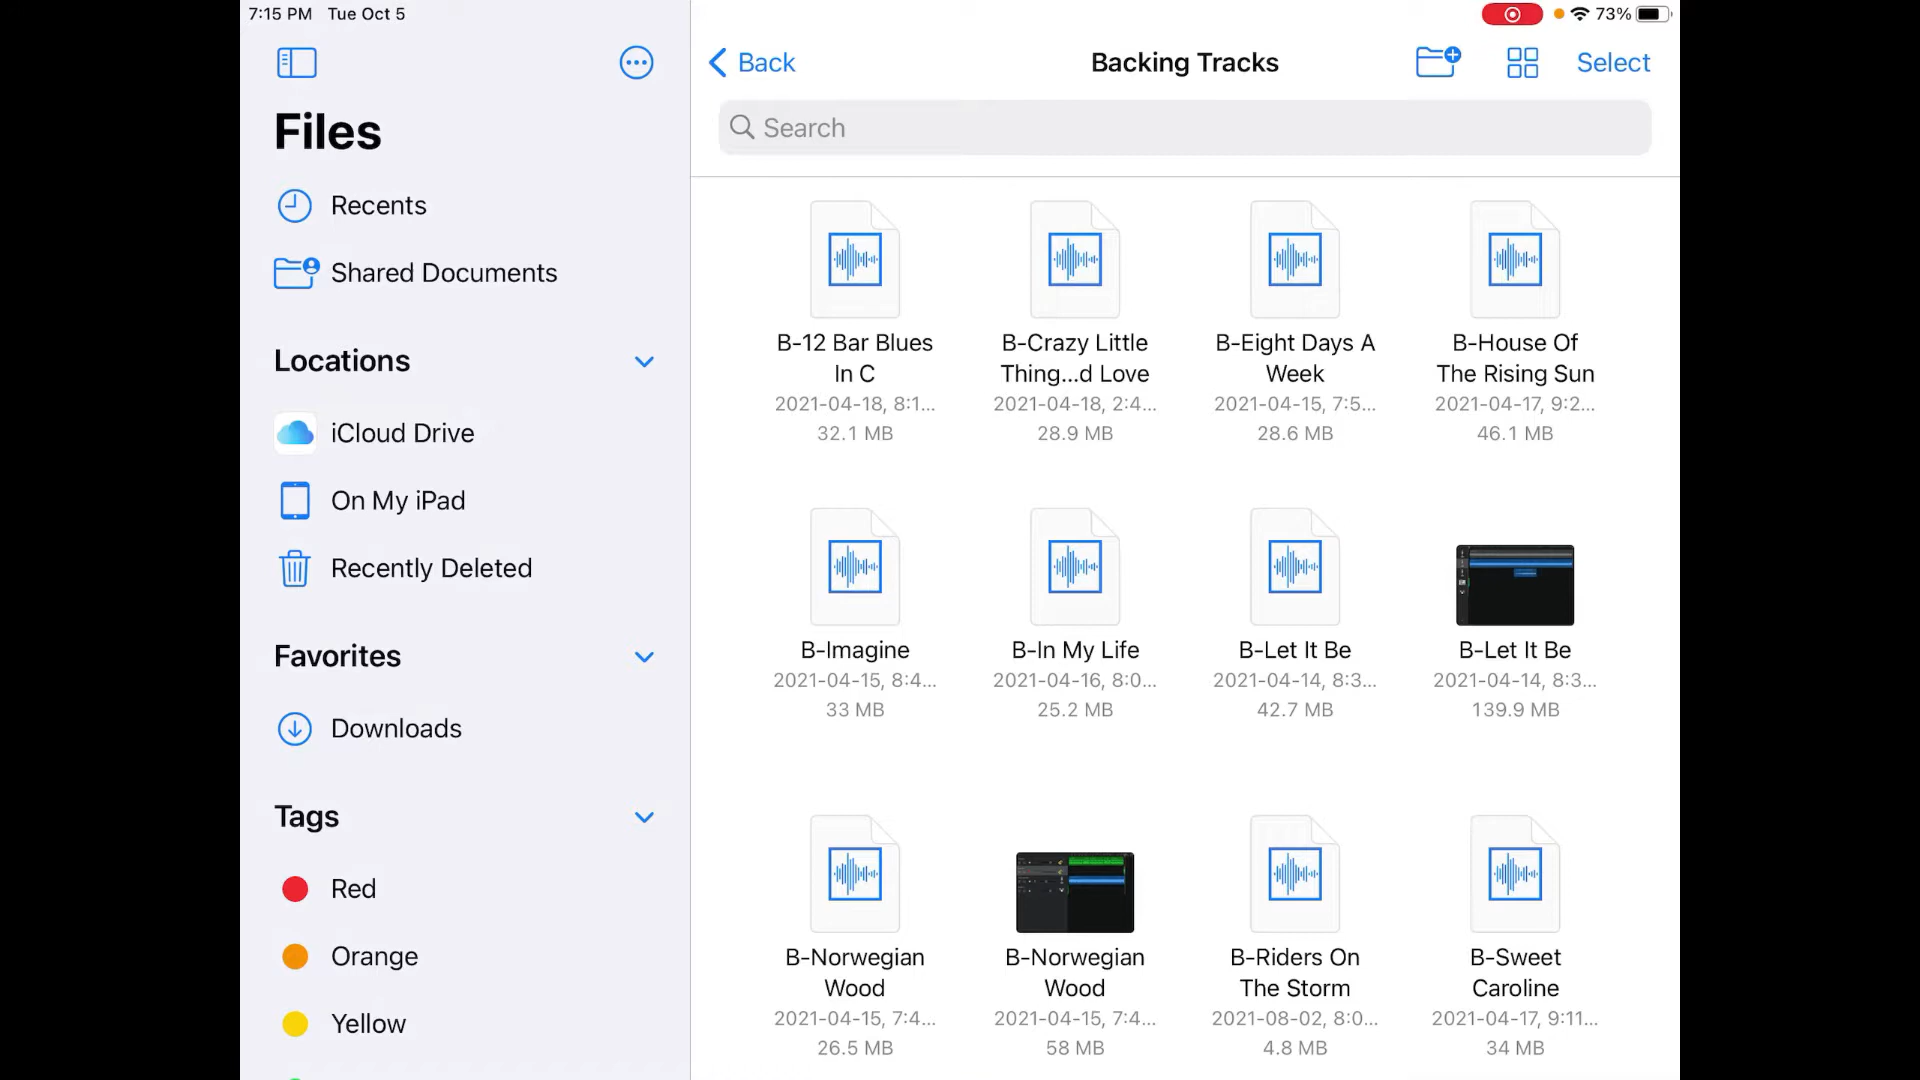 7:15 PM Tue Oct 5
73%
Files
Recents
Shared Documents
Locations
iCloud Drive
On My iPad
Recently Deleted
Favorites
Downloads
Tags
Red
Orange
Yellow
Back
Backing Tracks
Select
Search
B-12 Bar Blues
In C
2021-04-18, 8:1...
32.1 MB
B-Crazy Little
Thing...d Love
2021-04-18, 2:4...
28.9 MB
B-Eight Days A
Week
2021-04-15, 7:5...
28.6 MB
B-House Of
The Rising Sun
2021-04-17, 9:2...
46.1 MB
B-Imagine
2021-04-15, 8:4...
33 MB
B-In My Life
2021-04-16, 8:0...
25.2 MB
B-Let It Be
2021-04-14, 8:3...
42.7 MB
B-Let It Be
2021-04-14, 8:3...
139.9 MB
B-Norwegian
Wood
2021-04-15, 7:4...
26.5 MB
B-Norwegian
Wood
2021-04-15, 7:4...
58 MB
B-Riders On
The Storm
2021-08-02, 8:0...
4.8 MB
B-Sweet
Caroline
2021-04-17, 9:11...
34 MB